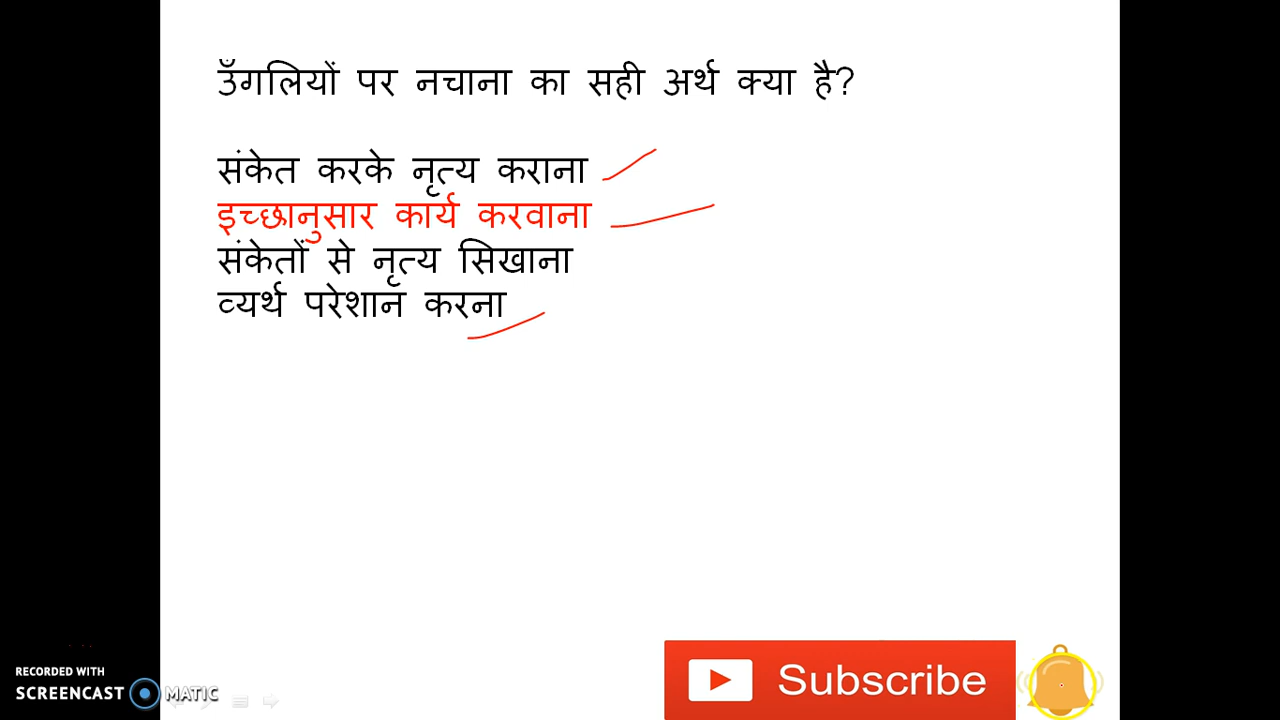 उँगलियों पर नचाना का सही अर्थ क्या है?
संकेत करके नृत्य कराना
इच्छानुसार कार्य करवाना
संकेतों से नृत्य सिखाना
व्यर्थ परेशान करना
Subscribe
RECORDED WITH
SCREENCAST MATIC